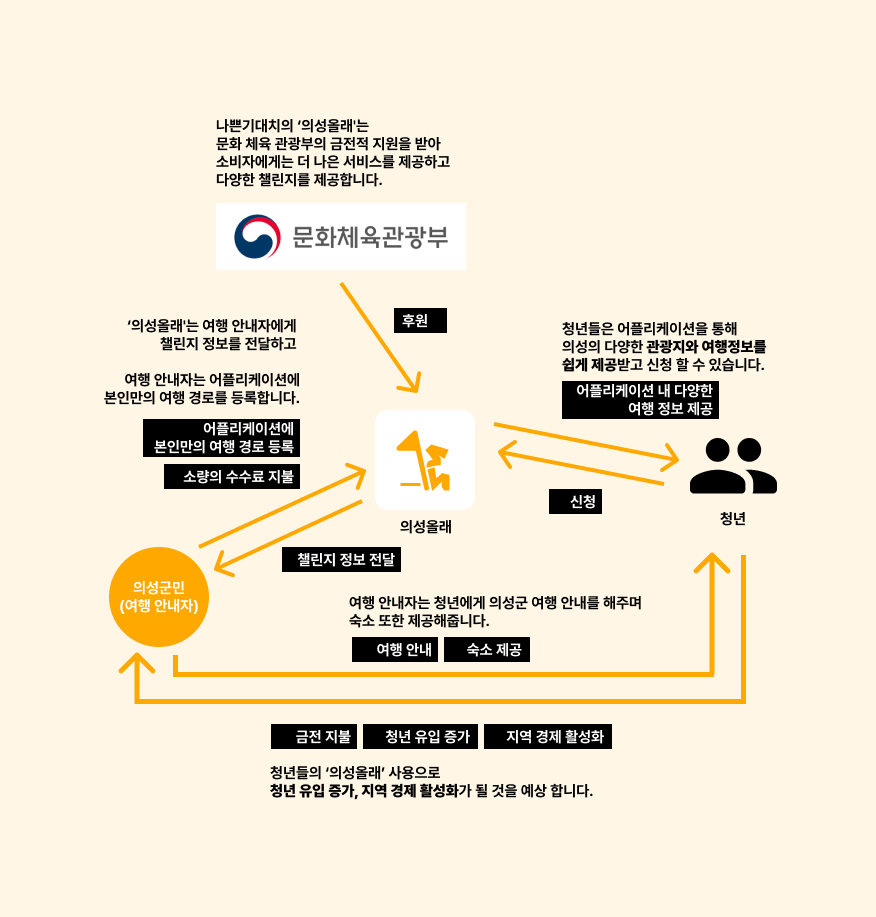 나쁜기대치의 ‘의성올래'는
문화 체육 관광부의 금전적 지원을 받아
소비자에게는 더 나은 서비스를 제공하고
다양한 챌린지를 제공합니다.
문화체육관광부
후원
‘의성올래'는 여행 안내자에게
챌린지 정보를 전달하고
여행 안내자는 어플리케이션에
본인만의 여행 경로를 등록합니다.
어플리케이션에
본인만의 여행 경로 등록
소량의 수수료 지불
청년들은 어플리케이션을 통해
의성의 다양한 관광지와 여행정보를
쉽게 제공받고 신청 할 수 있습니다.
어플리케이션 내 다양한
여행 정보 제공
신청
의성올래
청년
챌린지 정보 전달
의성군민
(여행 안내자)
여행 안내자는 청년에게 의성군 여행 안내를 해주며
숙소 또한 제공해줍니다.
여행 안내
숙소 제공
금전 지불
청년 유입 증가
지역 경제 활성화
청년들의 ‘의성올래’ 사용으로
청년 유입 증가, 지역 경제 활성화가 될 것을 예상 합니다.